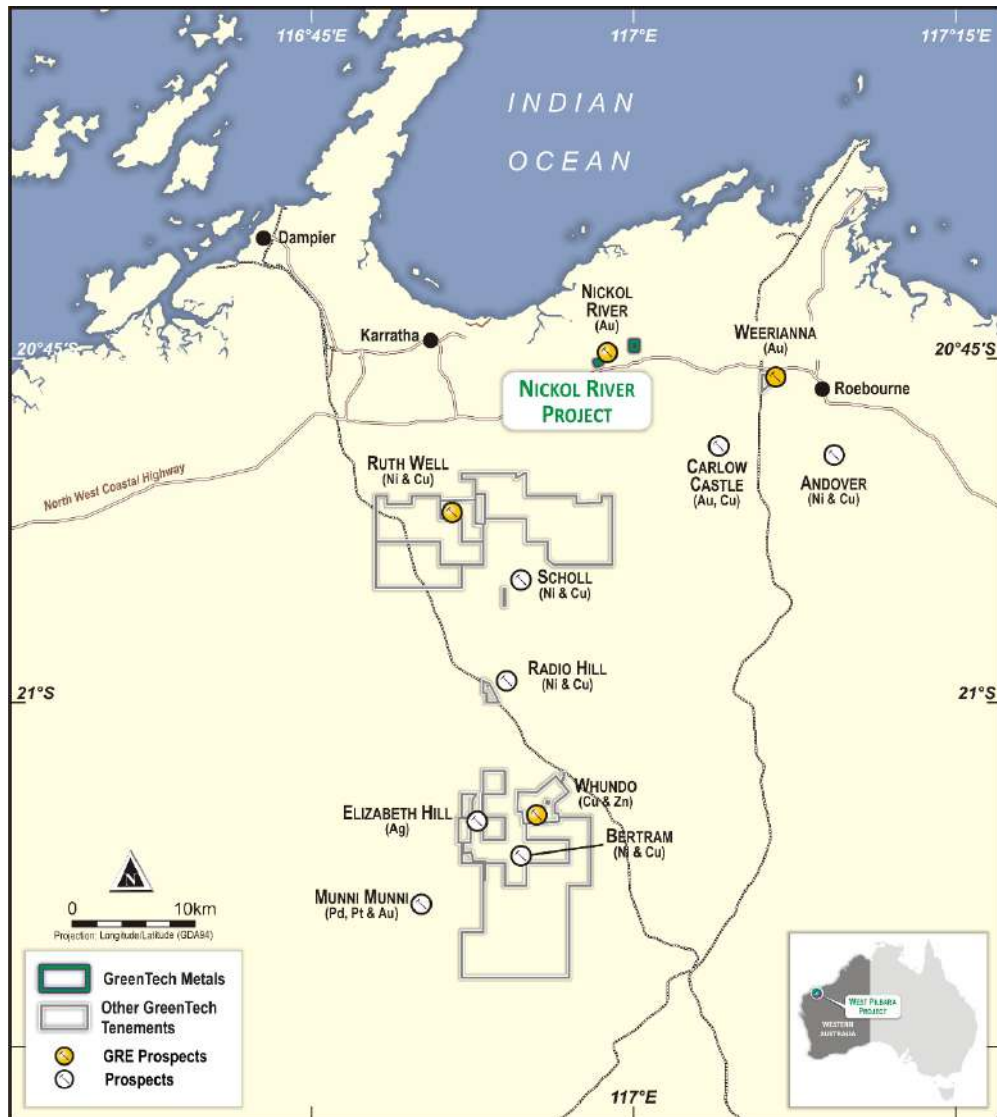 116°45'E
117°E
117°15'E
INDIAN
OCEAN
Dampier
NICKOL
RIVER
(Au)
Karratha
WEERIANNA
(Au)
20°45'S
20°45'S
Roebourne
NICKOL RIVER
PROJECT
North West Coastal Highway
RUTH WELL
(Ni & Cu)
CARLOW
CASTLE
(Au, Cu)
ANDOVER
(Ni & Cu)
SCHOLL
(Ni & Cu)
RADIO HILL
(Ni & Cu)
21°S
21°S
WHUNDO
(Cu & Zn)
ELIZABETH HILL
(Ag)
BERTRAM
(Ni & Cu)
MUNNI MUNNI
(Pd, Pt & Au)
N
0 10km
Projection: Longitude/Latitude (GDA94)
GreenTech Metals
Other GreenTech
Tenements
GRE Prospects
Prospects
117°E
WEST PILBARA
PROJECT
WESTERN
AUSTRALIA